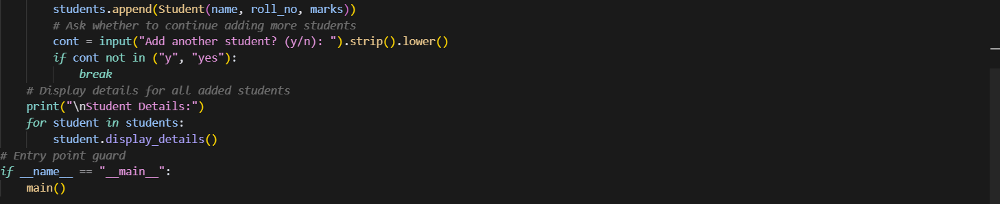 students.append(Student(name, roll_no, marks))
# Ask whether to continue adding more students
cont = input("Add another student? (y/n): ").strip().lower()
if cont not in ("y", "yes"):
break
# Display details for all added students
print("\nStudent Details:")
for student in students:
student.display_details()
# Entry point guard
if __name__ == "__main__":
main()